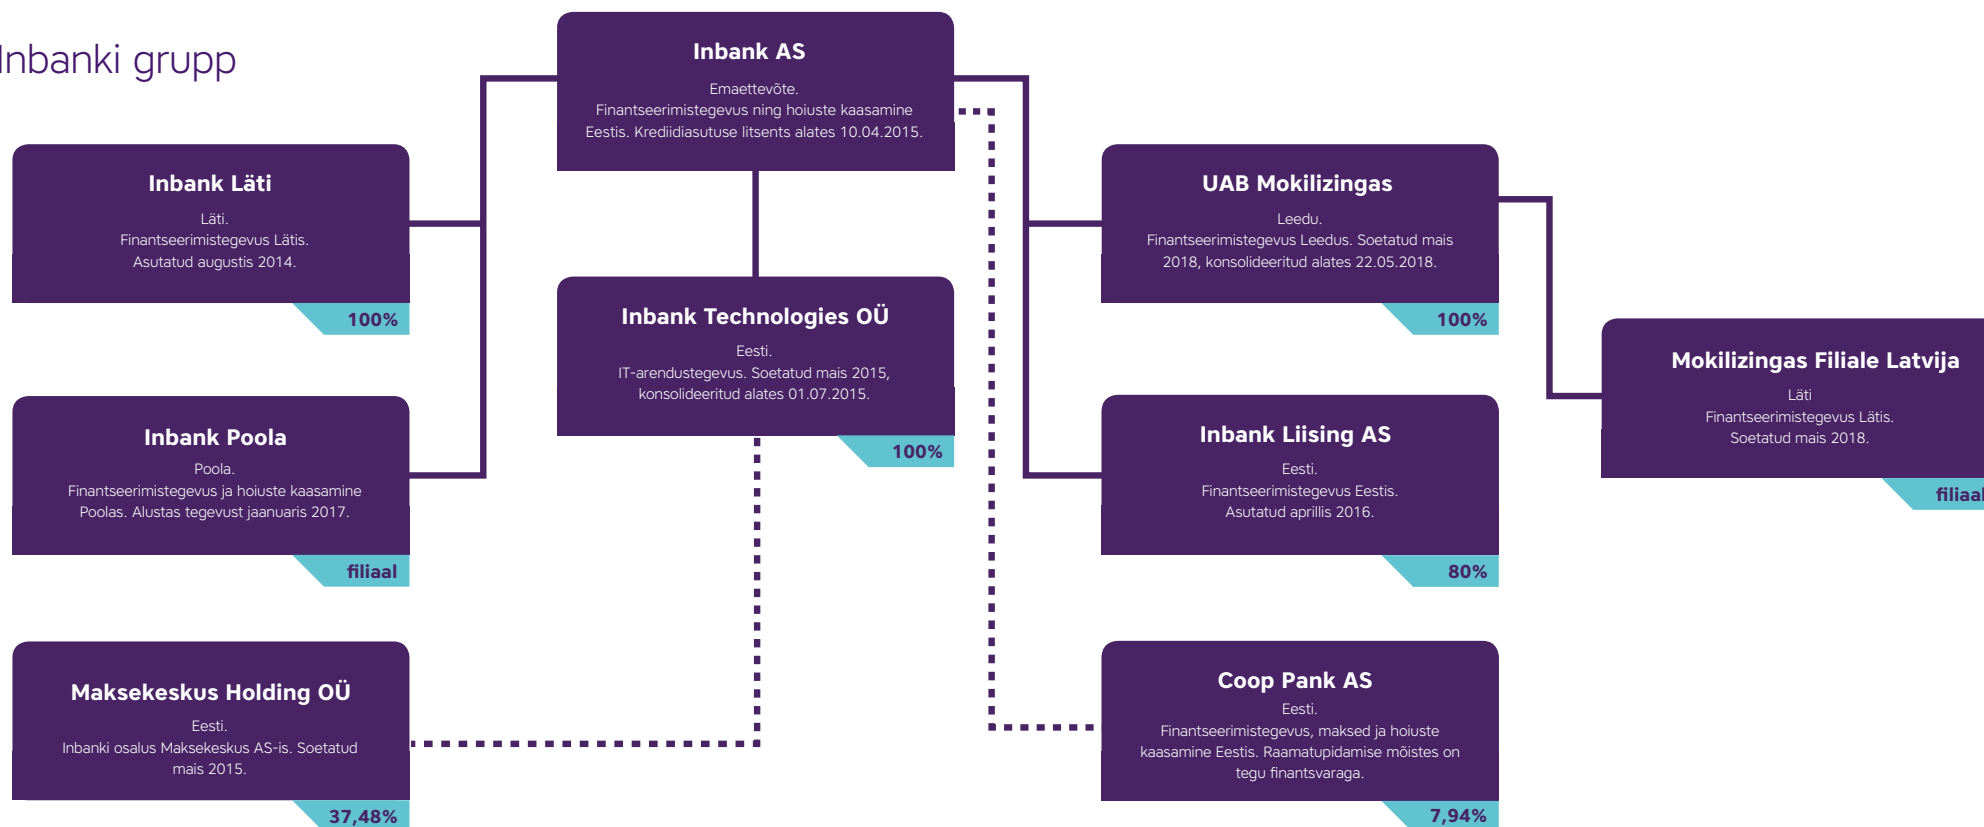 Inbanki grupp
Inbank AS
Emaettevõte.
Finantseerimistegevus ning hoiuste kaasamine
Eestis. Krediidiasutuse litsents alates 10.04.2015.
Inbank Läti
Läti.
Finantseerimistegevus Lätis.
Asutatud augustis 2014.
100%
Inbank Technologies OÜ
Eesti.
IT-arendustegevus. Soetatud mais 2015,
konsolideeritud alates 01.07.2015.
100%
UAB Mokilizingas
Leedu.
Finantseerimistegevus Leedus. Soetatud mais
2018, konsolideeritud alates 22.05.2018.
100%
Mokilizingas Filiale Latvija
Läti
Finantseerimistegevus Lätis.
Soetatud mais 2018.
filiaal
Inbank Poola
Poola.
Finantseerimistegevus ja hoiuste kaasamine
Poolas. Alustas tegevust jaanuaris 2017.
filiaal
Inbank Liising AS
Eesti.
Finantseerimistegevus Eestis.
Asutatud aprillis 2016.
80%
Maksekeskus Holding OÜ
Eesti.
Inbanki osalus Maksekeskus AS-is. Soetatud
mais 2015.
37,48%
Coop Pank AS
Eesti.
Finantseerimistegevus, maksed ja hoiuste
kaasamine Eestis. Raamatupidamise mõistes on
tegu finantsvaraga.
7,94%